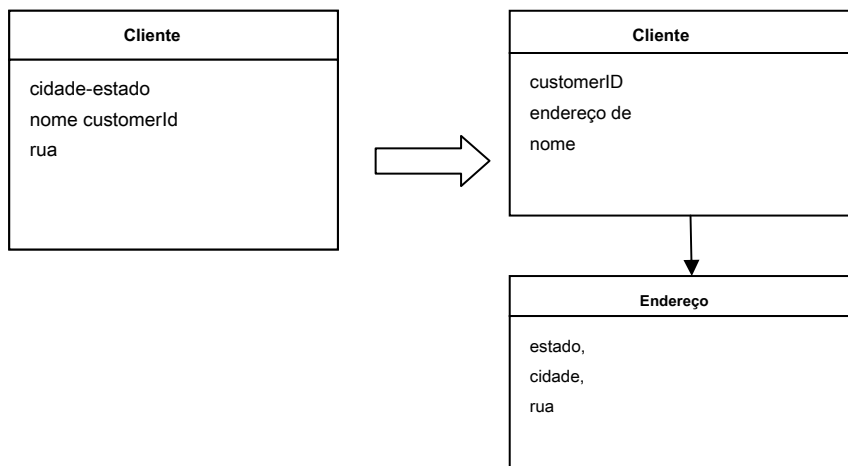 Cliente
cidade-estado
nome customerId
rua
Cliente
customerID
endereço de
nome
Endereço
estado,
cidade,
rua